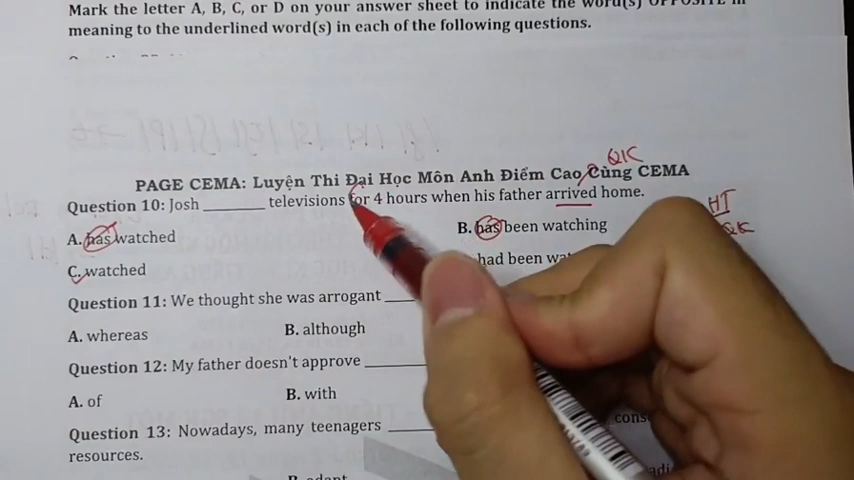 Mark the letter A, B, C, or D on your answer sheet to indicate the word(s) OPPOSITE in
meaning to the underlined word(s) in each of the following questions.
QK
PAGE CEMA: Luyện Thi Đại Học Môn Anh Điểm Cao Cùng CEMA
Question 10: Josh _______ televisions for 4 hours when his father arrived home.
HT
QK
A. has watched B. has been watching
C. watched had been
Question 11: We thought she was arrogant
A. whereas B. although
Question 12: My father doesn't approve
A. of B. with
Question 13: Nowadays, many teenagers
resources.